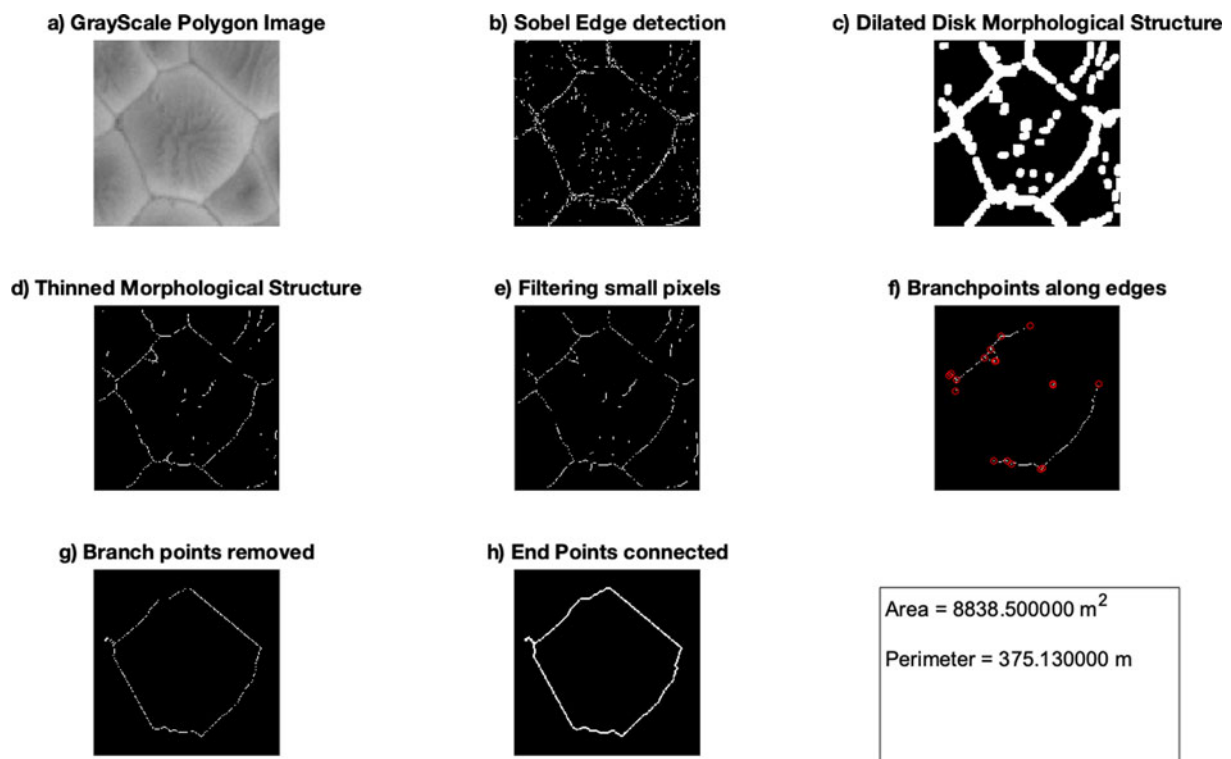 a) GrayScale Polygon Image
b) Sobel Edge detection
c) Dilated Disk Morphological Structure
d) Thinned Morphological Structure
e) Filtering small pixels
f) Branchpoints along edges
g) Branch points removed
h) End Points connected
Area = 8838.500000 m²
Perimeter = 375.130000 m